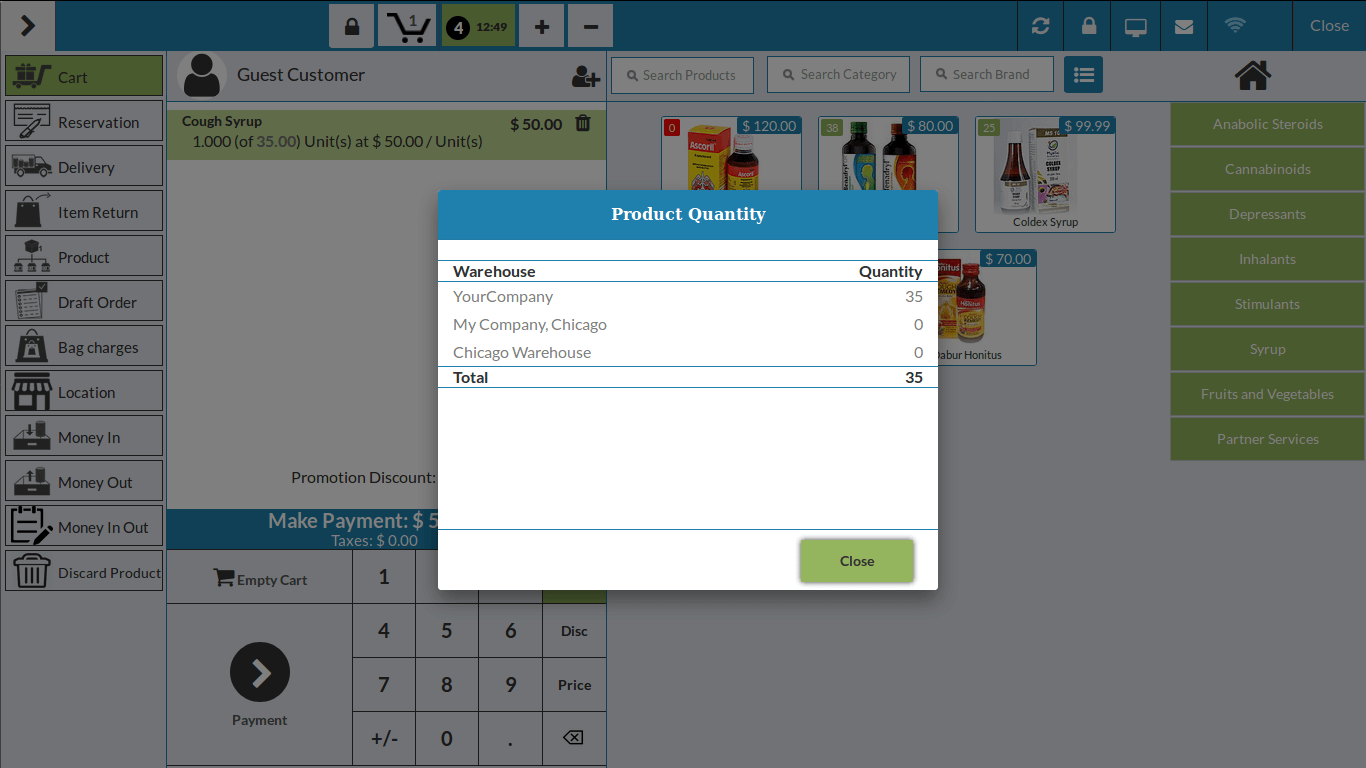 1
4 12:49
Close
Cart
Reservation
Delivery
Item Return
Product
Draft Order
Bag charges
Location
Money In
Money Out
Money In Out
Discard Product
Guest Customer
Cough Syrup
$ 50.00
1.000 (of 35.00) Unit(s) at $ 50.00 / Unit(s)
Promotion Discount:
Make Payment: $ 5
Taxes: $ 0.00
Empty Cart
Payment
1
4 5 6 Disc
7 8 9 Price
+/- 0 .
Search Products
Search Category
Search Brand
0 $ 120.00
Ascoril
38 $ 80.00
25 $ 99.99
Coldex Syrup
$ 70.00
abur Honitus
Product Quantity
Warehouse Quantity
YourCompany 35
My Company, Chicago 0
Chicago Warehouse 0
Total 35
Close
Anabolic Steroids
Cannabinoids
Depressants
Inhalants
Stimulants
Syrup
Fruits and Vegetables
Partner Services